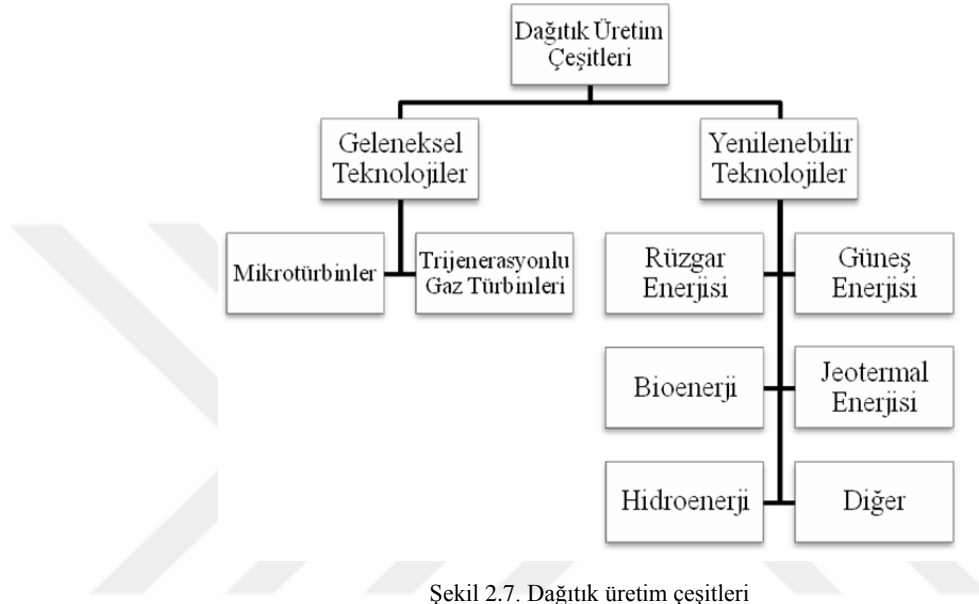 Dağıtık Üretim
Çeşitleri
Geleneksel
Teknolojiler
Yenilenebilir
Teknolojiler
Mikrotürbinler
Trijenerasyonlu
Gaz Türbinleri
Rüzgar
Enerjisi
Güneş
Enerjisi
Bioenerji
Jeotermal
Enerjisi
Hidroenerji
Diğer
Şekil 2.7. Dağıtık üretim çeşitleri